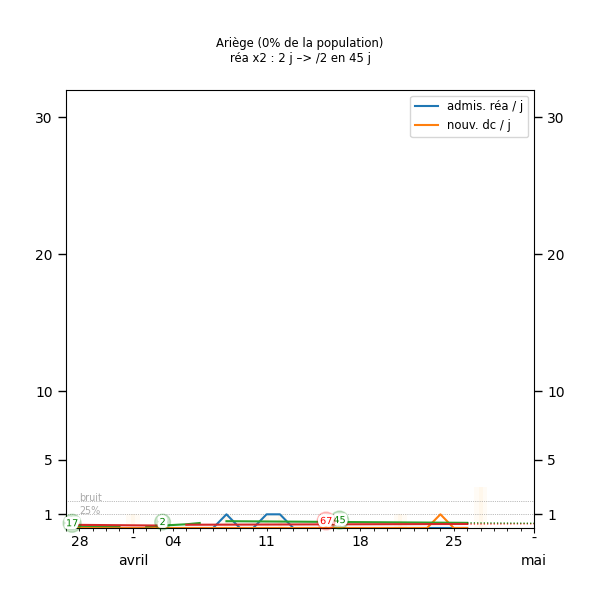 Ariège (0% de la population)
réa x2 : 2 j –> /2 en 45 j
admis. réa / j
nouv. dc / j
30 30
20 20
10 10
5 5
bruit
25%
1 1
17 2 67 45
28 - 04 11 18 25 -
avril mai